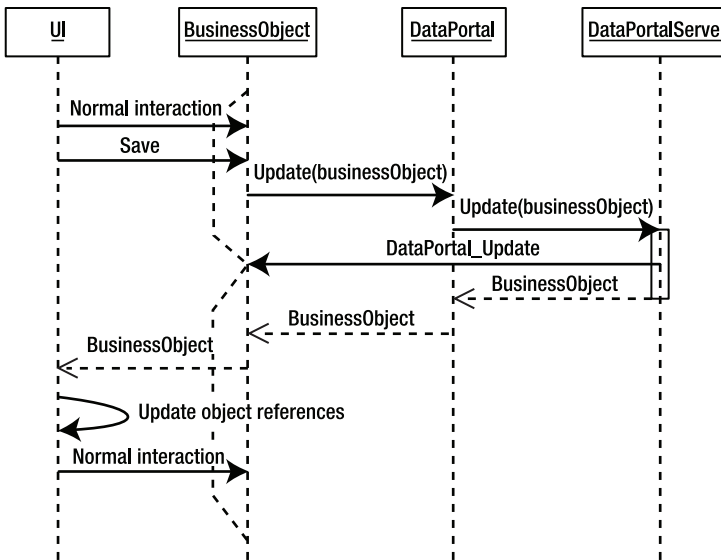 UI
BusinessObject
DataPortal
DataPortalServe
Normal interaction
Save
Update(businessObject)
Update(businessObject)
DataPortal_Update
BusinessObject
BusinessObject
BusinessObject
Update object references
Normal interaction